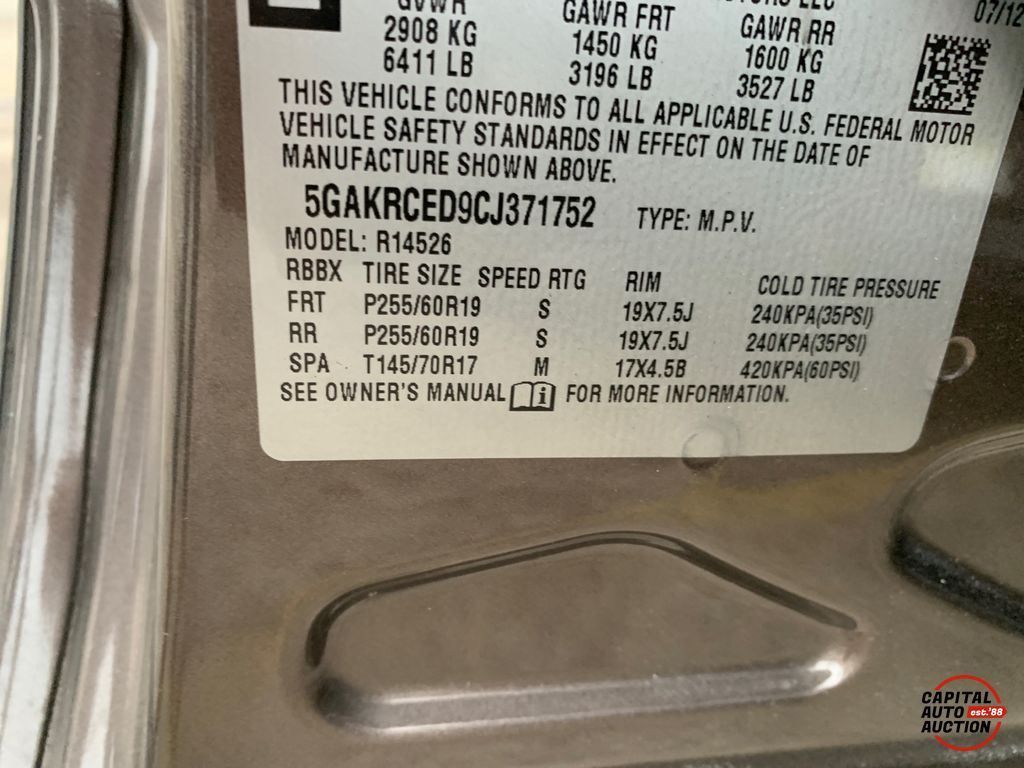 GVWR GAWR FRT GAWR RR 07/12
2908 KG 1450 KG 1600 KG
6411 LB 3196 LB 3527 LB
THIS VEHICLE CONFORMS TO ALL APPLICABLE U.S. FEDERAL MOTOR
VEHICLE SAFETY STANDARDS IN EFFECT ON THE DATE OF
MANUFACTURE SHOWN ABOVE.
5GAKRCED9CJ371752 TYPE: M.P.V.
MODEL: R14526
RBBX TIRE SIZE SPEED RTG RIM COLD TIRE PRESSURE
FRT P255/60R19 S 19X7.5J 240KPA(35PSI)
RR P255/60R19 S 19X7.5J 240KPA(35PSI)
SPA T145/70R17 M 17X4.5B 420KPA(60PSI)
SEE OWNER'S MANUAL i FOR MORE INFORMATION.
CAPITAL
AUTO est.'88
AUCTION